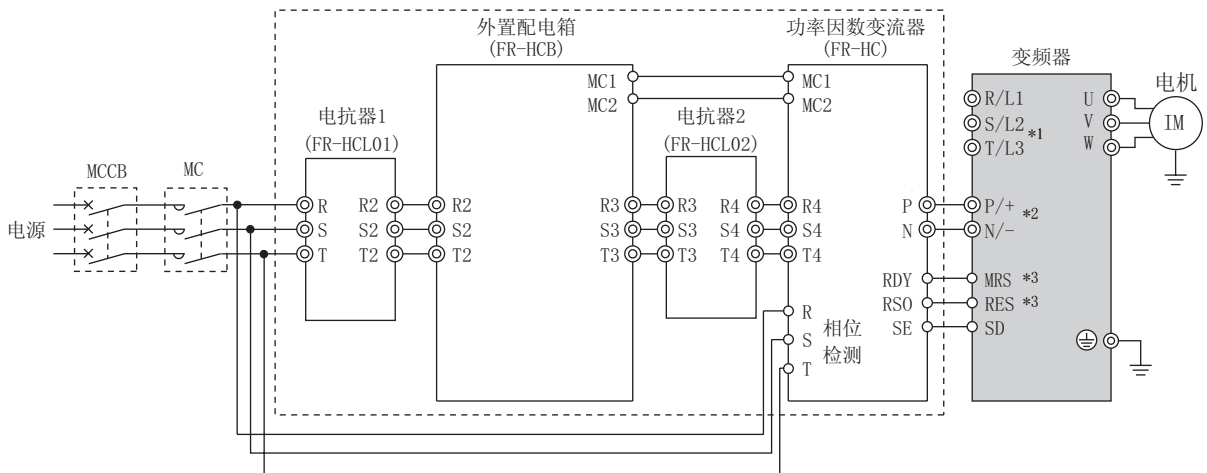 外置配电箱
(FR-HCB)
功率因数变流器
(FR-HC)
变频器
电机
MC1
MC2
MC1
MC2
电抗器1
(FR-HCL01)
电抗器2
(FR-HCL02)
R/L1
S/L2
T/L3
*1
U
V
W
IM
MCCB
MC
电源
R
S
T
R2
S2
T2
R2
S2
T2
R3
S3
T3
R3
S3
T3
R4
S4
T4
R4
S4
T4
P
N
P/+
N/-
*2
RDY
RSO
SE
MRS *3
RES *3
SD
R
S
T
相位
检测